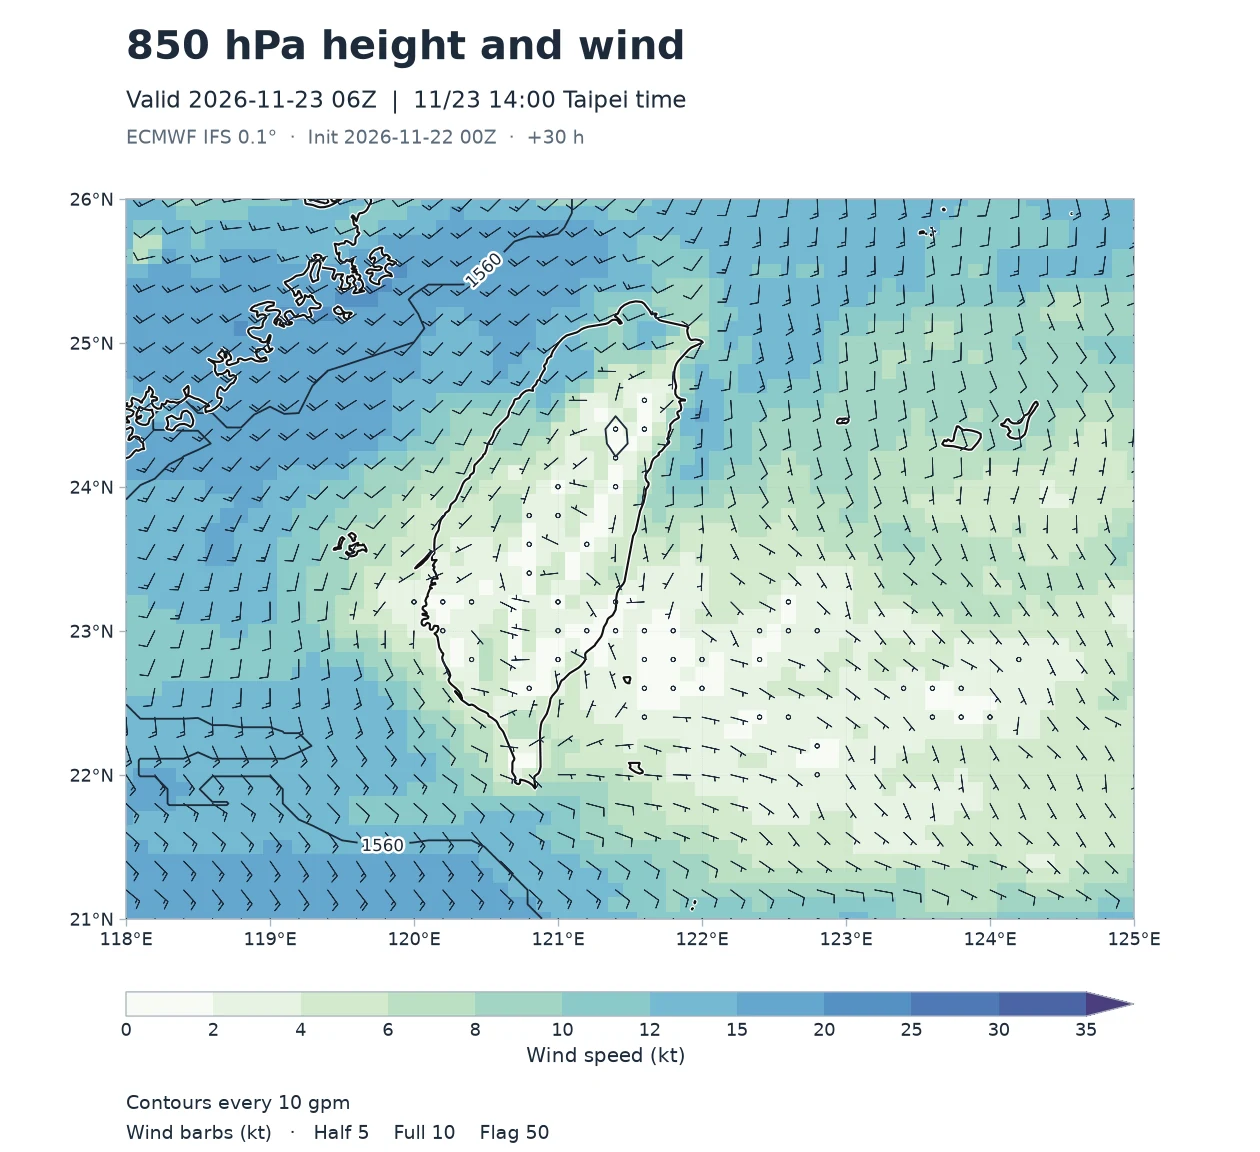 850 hPa height and wind
Valid 2026-11-23 06Z | 11/23 14:00 Taipei time
ECMWF IFS 0.1° · Init 2026-11-22 00Z · +30 h
26°N
25°N
24°N
23°N
22°N
21°N
1560
1560
118°E 119°E 120°E 121°E 122°E 123°E 124°E 125°E
0 2 4 6 8 10 12 15 20 25 30 35
Wind speed (kt)
Contours every 10 gpm
Wind barbs (kt) · Half 5 Full 10 Flag 50